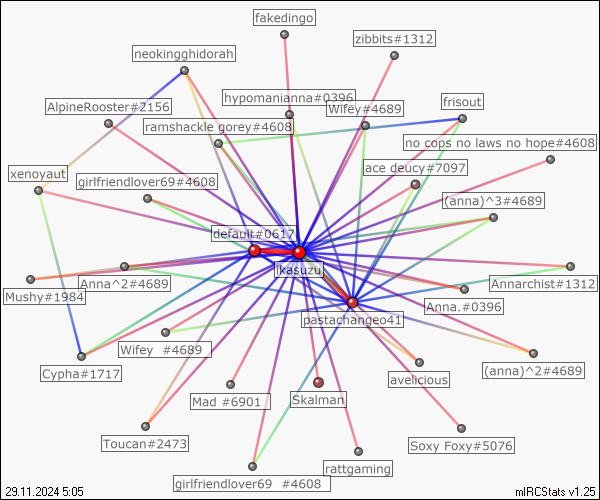 fakedingo
zibbits#1312
neokingghidorah
hypomanianna#0396
AlpineRooster#2156
Wifey#4689
frisout
ramshackle gorey#4608
no cops no laws no hope#4608
ace deucy#7097
xenoyaut
girlfriendlover69#4608
(anna)^3#4689
default#0617
ikasuzu
Mushy#1984
Anna^2#4689
Annarchist#1312
Anna.#0396
pastachangeo41
Wifey  #4689
Cypha#1717
(anna)^2#4689
avelicious
Mad #6901
Skalman
Toucan#2473
Soxy Foxy#5076
rattgaming
girlfriendlover69  #4608
29.11.2024 5:05
mIRCStats v1.25